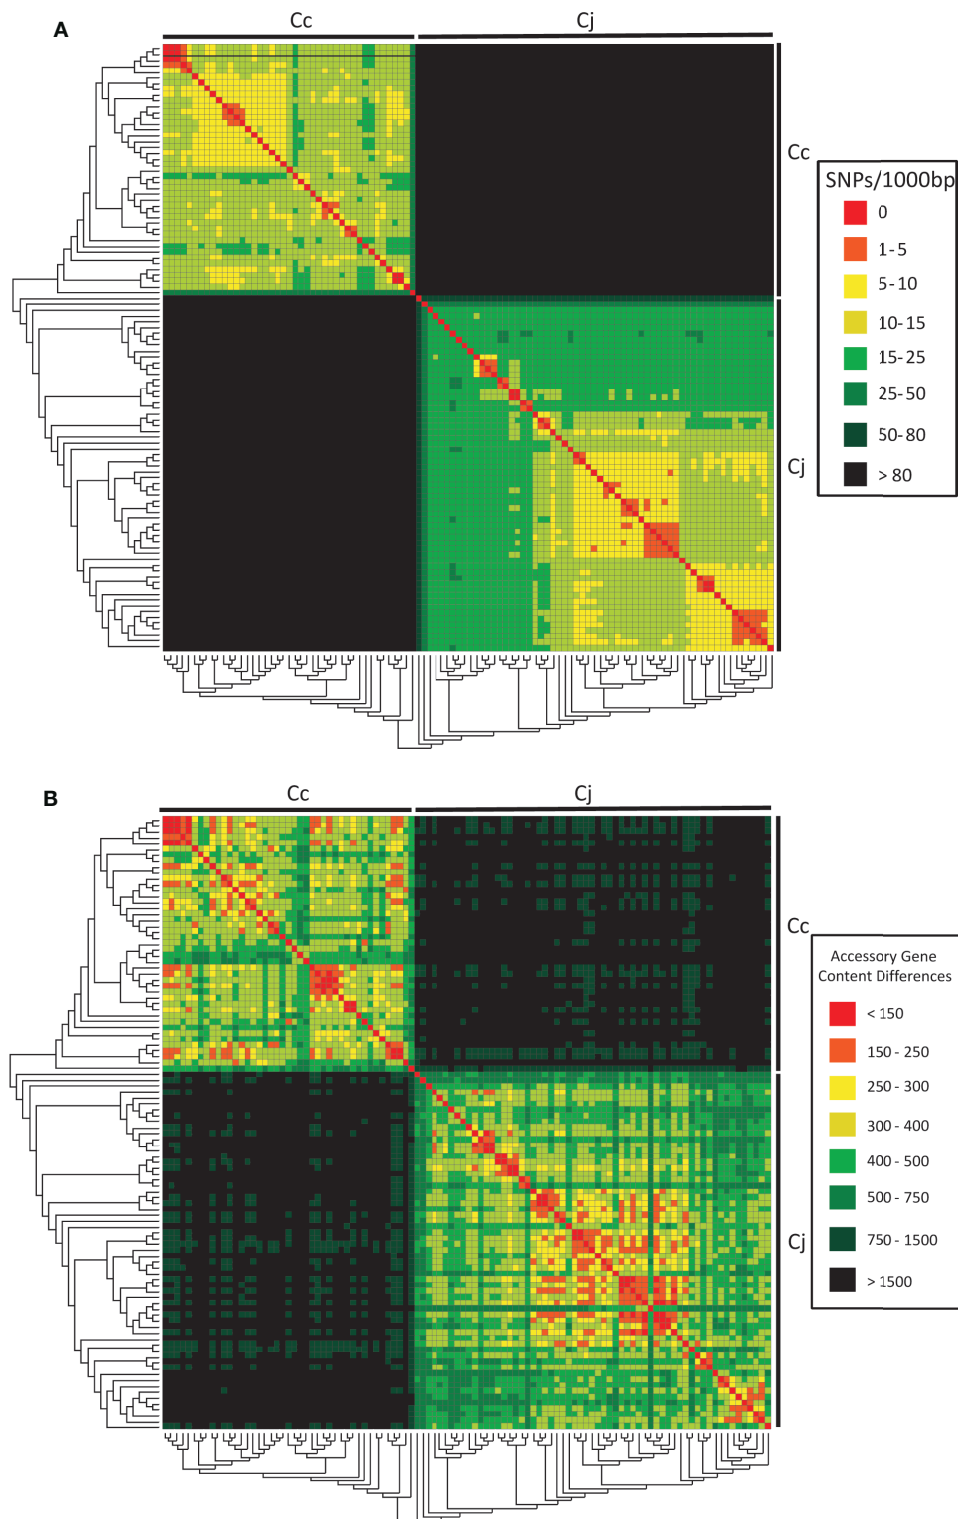 A
Cc
Cj
Cc
Cj
SNPs/1000bp
0
1-5
5-10
10-15
15-25
25-50
50-80
> 80
B
Cc
Cj
Cc
Cj
Accessory Gene
Content Differences
< 150
150 - 250
250 - 300
300 - 400
400 - 500
500 - 750
750 - 1500
> 1500